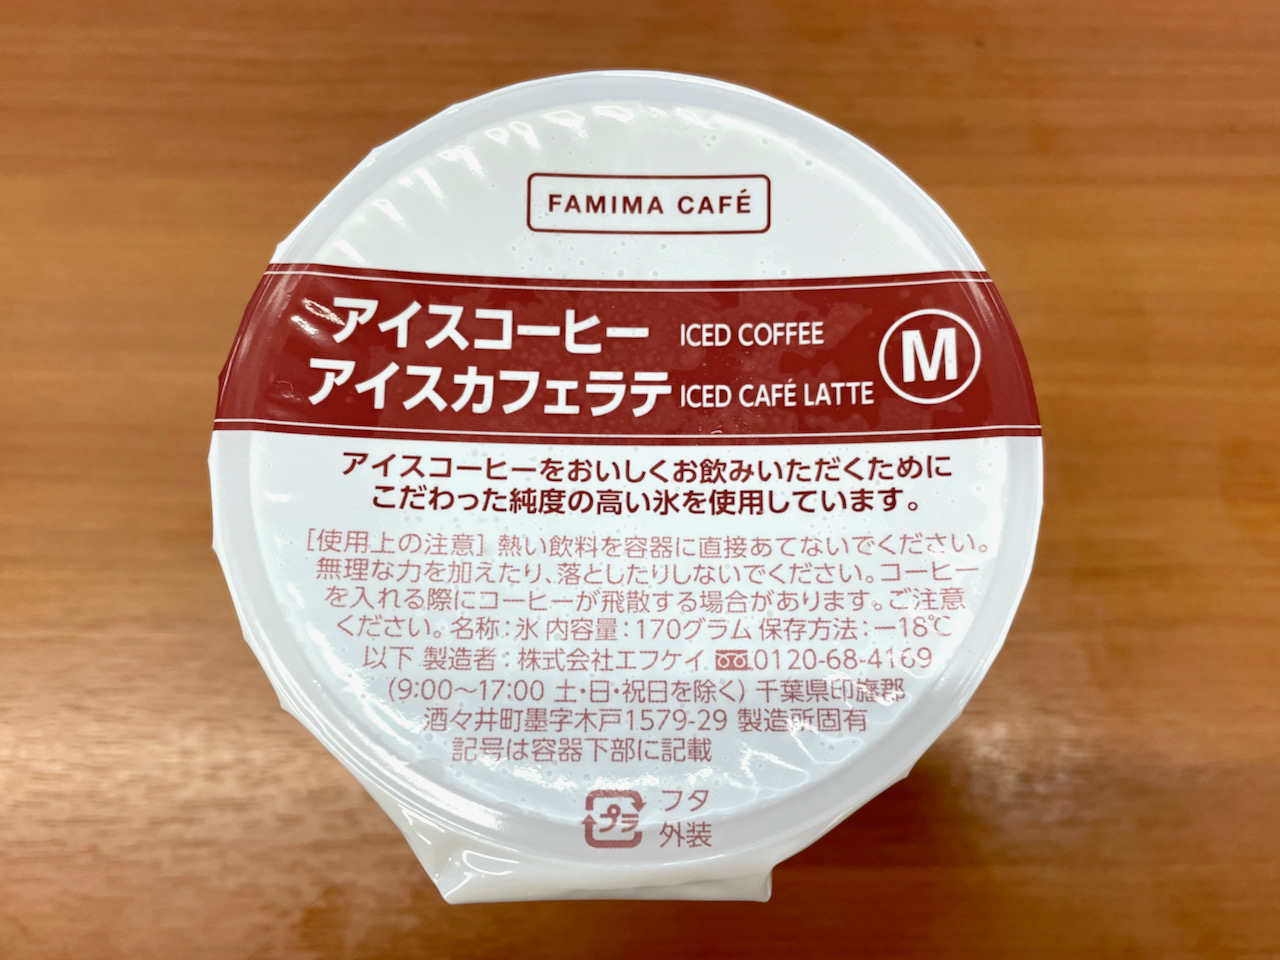 FAMIMA CAFÉ
アイスコーヒー ICED COFFEE
アイスカフェラテ ICED CAFÉ LATTE
M
アイスコーヒーをおいしくお飲みいただくために
こだわった純度の高い氷を使用しています。
[使用上の注意] 熱い飲料を容器に直接あてないでください。
無理な力を加えたり、落としたりしないでください。コーヒー
を入れる際にコーヒーが飛散する場合があります。ご注意
ください。名称:氷 内容量:170グラム 保存方法:−18℃
以下 製造者:株式会社エフケイ 0120-68-4169
(9:00〜17:00 土・日・祝日を除く) 千葉県印旛郡
酒々井町墨字木戸1579-29 製造所固有
記号は容器下部に記載
プラ
フタ
外装